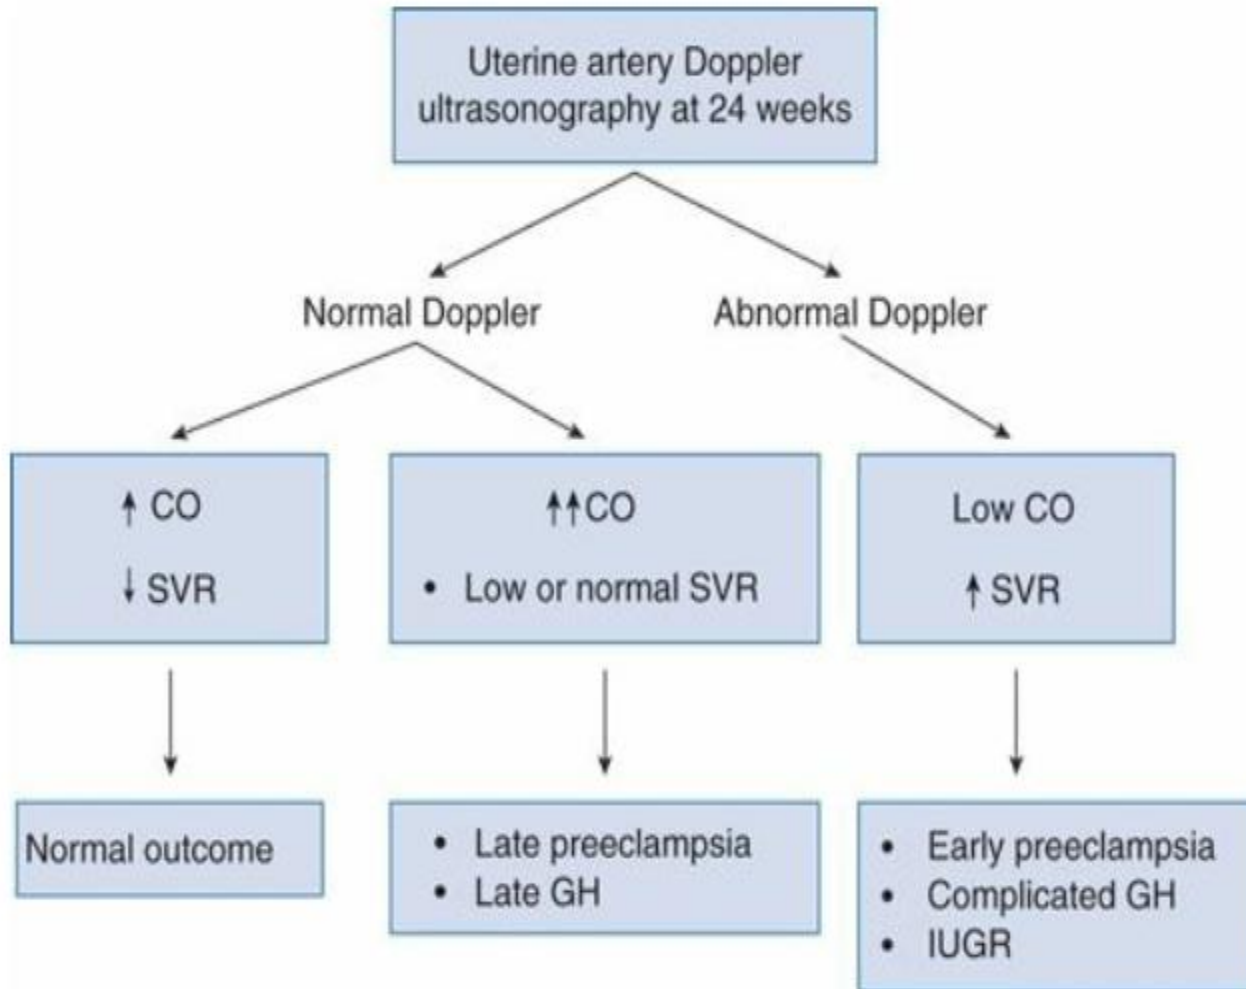 Uterine artery Doppler
ultrasonography at 24 weeks
Normal Doppler
Abnormal Doppler
↑ CO
↓ SVR
↑↑CO
• Low or normal SVR
Low CO
↑ SVR
Normal outcome
• Late preeclampsia
• Late GH
• Early preeclampsia
• Complicated GH
• IUGR